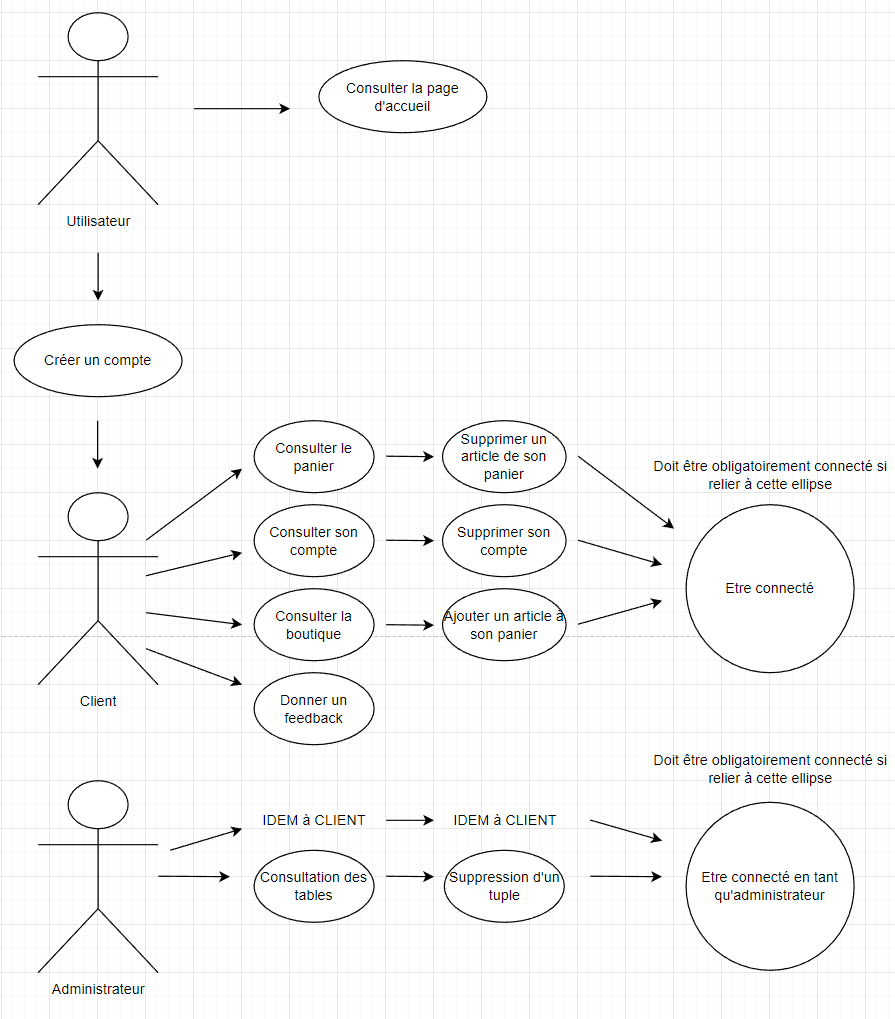 Consulter la page
d'accueil
Utilisateur
Créer un compte
Consulter le
panier
Supprimer un
article de son
panier
Doit être obligatoirement connecté si
relier à cette ellipse
Consulter son
compte
Supprimer son
compte
Etre connecté
Consulter la
boutique
Ajouter un article à
son panier
Client
Donner un
feedback
Doit être obligatoirement connecté si
relier à cette ellipse
IDEM à CLIENT
IDEM à CLIENT
Consultation des
tables
Suppression d'un
tuple
Etre connecté en tant
qu'administrateur
Administrateur